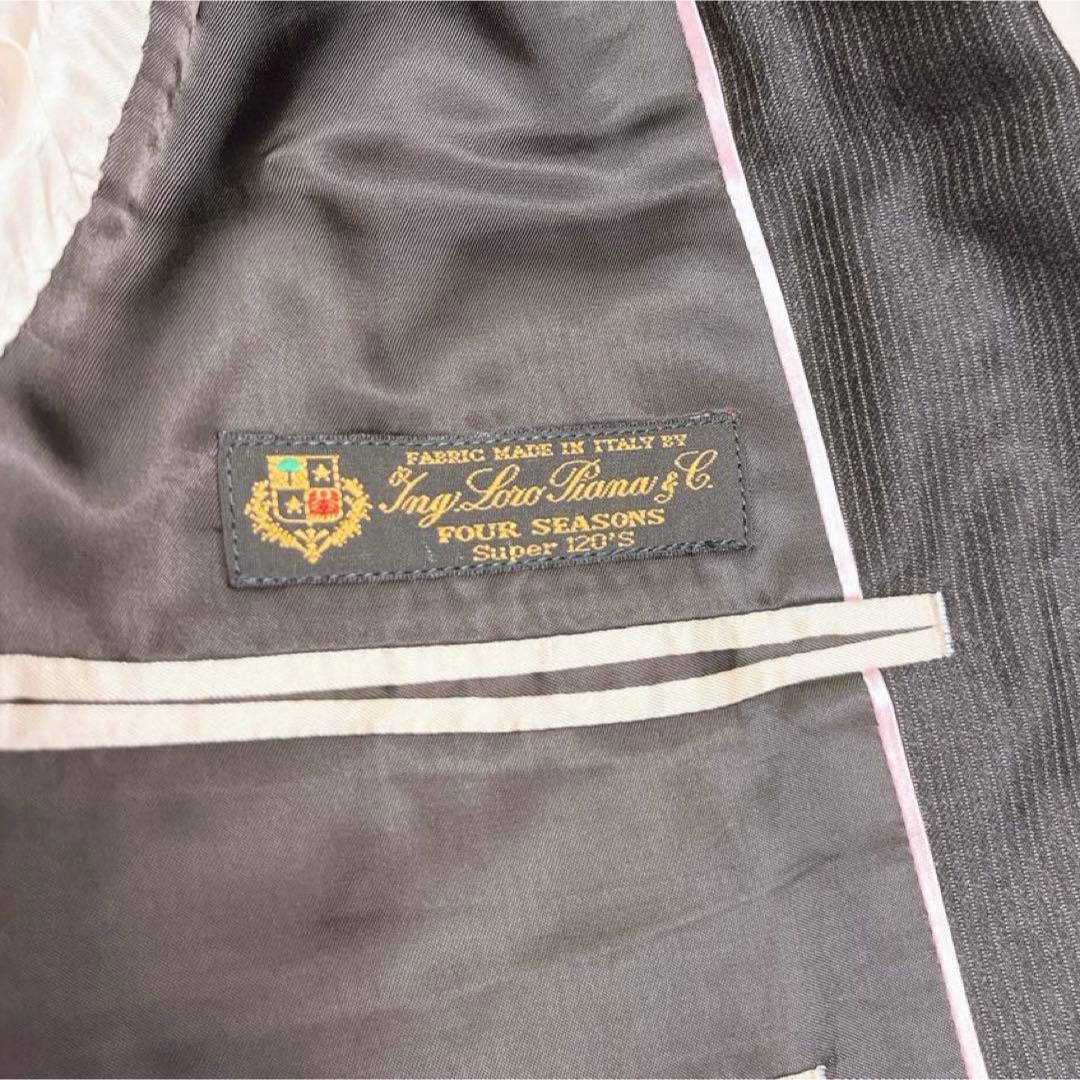 FABRIC MADE IN ITALY BY
Ing. Loro Piana & C.
FOUR SEASONS
Super 120'S